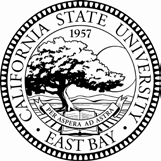 CALIFORNIA STATE UNIVERSITY
1957
PER ASPERA AD ASTRA
EAST BAY